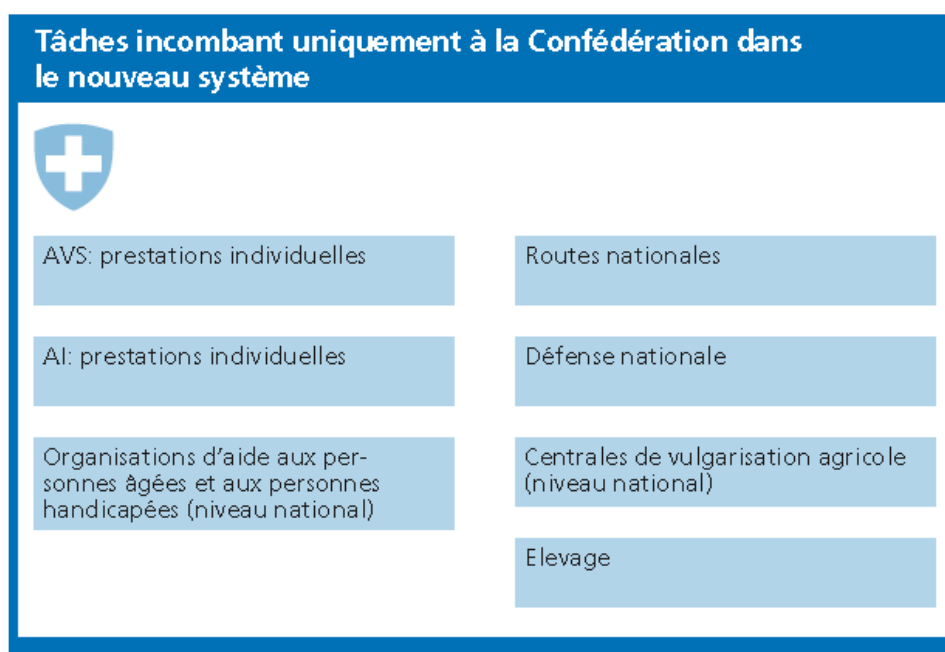 Tâches incombant uniquement à la Confédération dans
le nouveau système
AVS: prestations individuelles
AI: prestations individuelles
Organisations d’aide aux per-
sonnes âgées et aux personnes
handicapées (niveau national)
Routes nationales
Défense nationale
Centrales de vulgarisation agricole
(niveau national)
Elevage